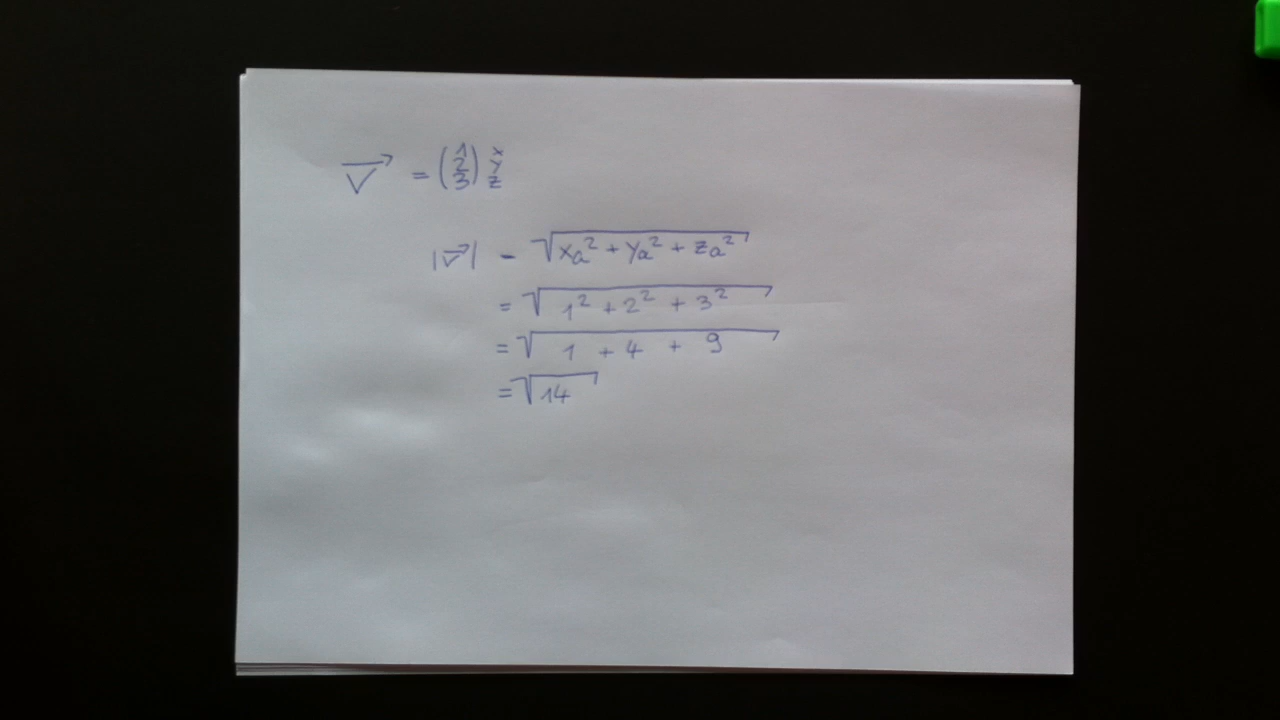 v⃗ = (1 2 3) x y z
|v⃗| - √(xa² + ya² + za²)
= √(1² + 2² + 3²)
= √(1 + 4 + 9)
= √14